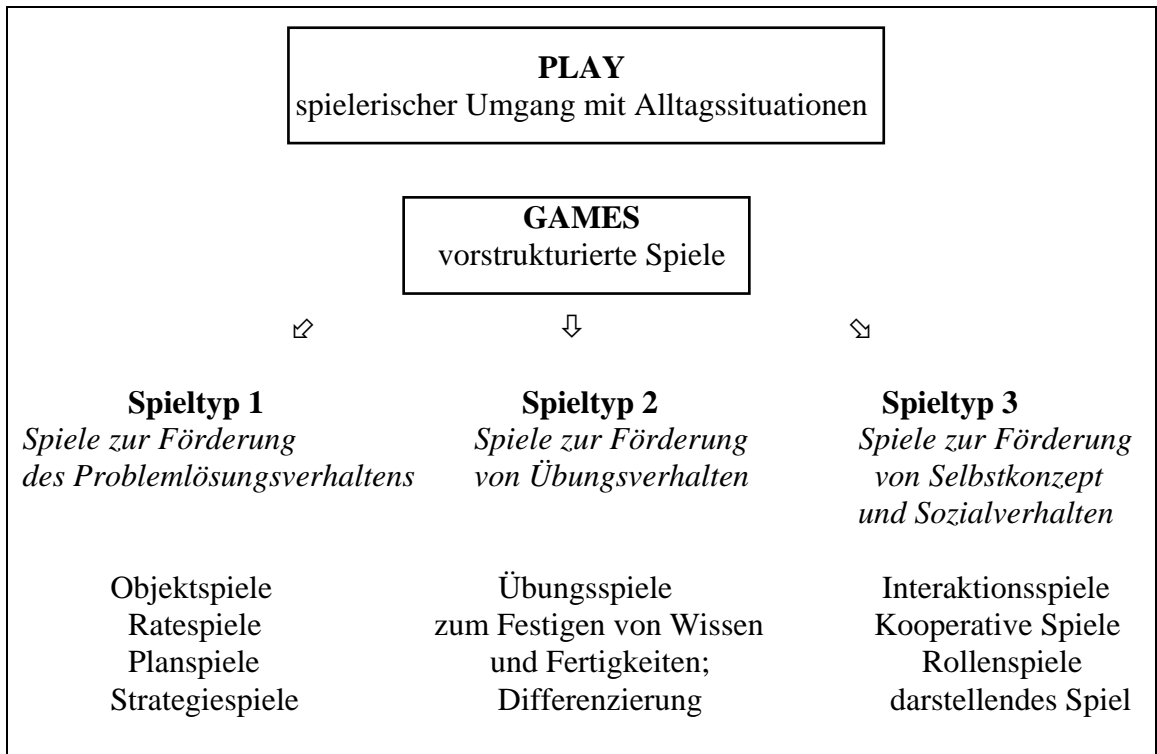 PLAY
spielerischer Umgang mit Alltagssituationen
GAMES
vorstrukturierte Spiele
Spieltyp 1
Spiele zur Förderung
des Problemlösungsverhaltens
Objektspiele
Ratespiele
Planspiele
Strategiespiele
Spieltyp 2
Spiele zur Förderung
von Übungsverhalten
Übungsspiele
zum Festigen von Wissen
und Fertigkeiten;
Differenzierung
Spieltyp 3
Spiele zur Förderung
von Selbstkonzept
und Sozialverhalten
Interaktionsspiele
Kooperative Spiele
Rollenspiele
darstellendes Spiel